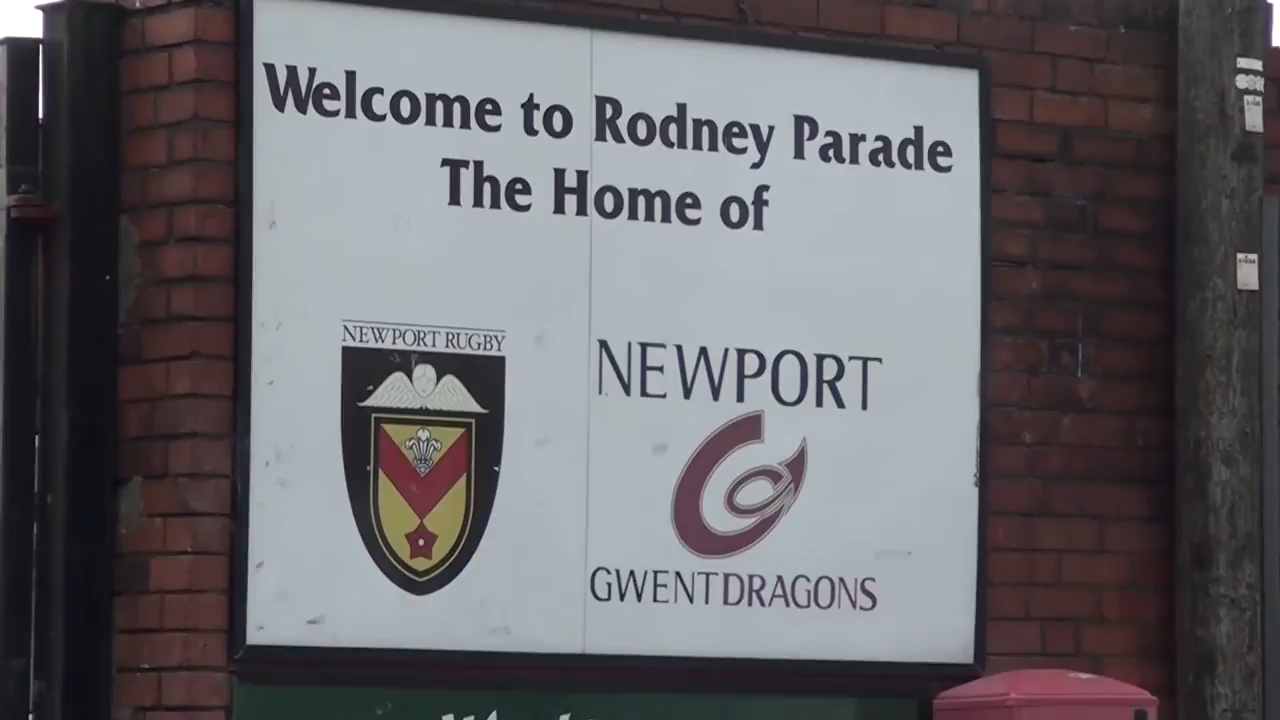 Welcome to Rodney Parade
The Home of
NEWPORT RUGBY
NEWPORT
GWENTDRAGONS